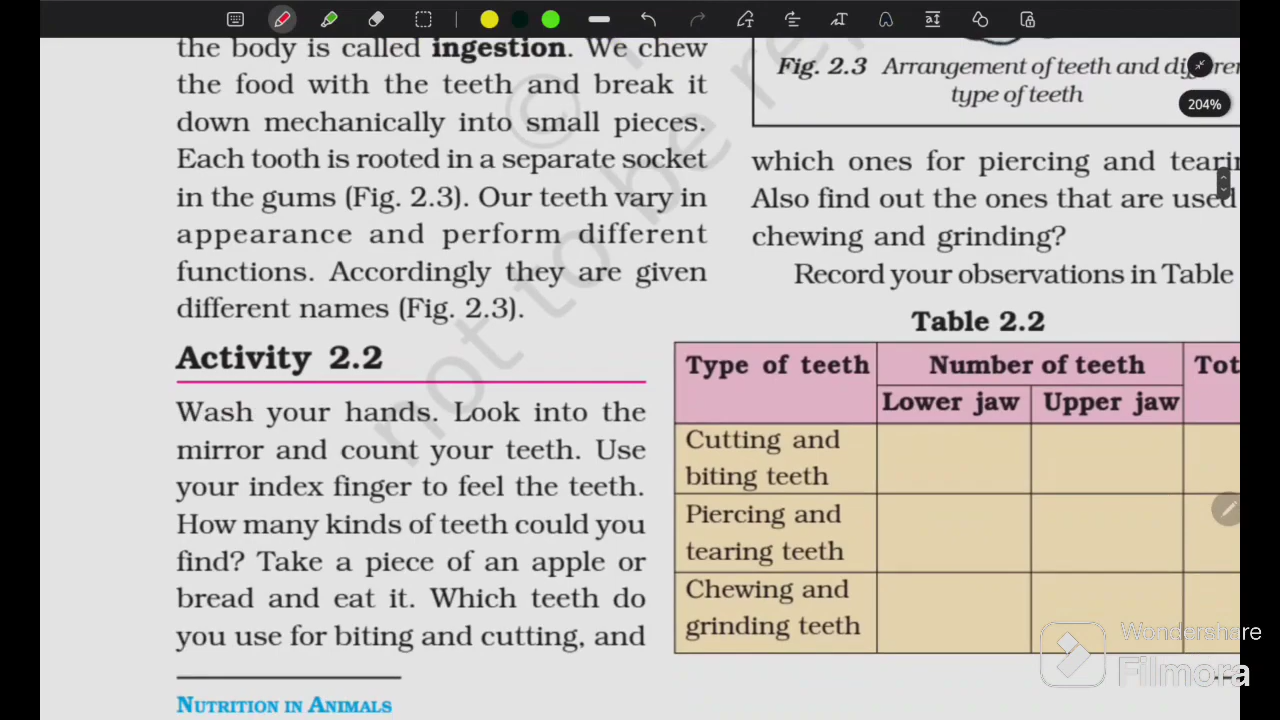 204%
the body is called ingestion. We chew
the food with the teeth and break it
down mechanically into small pieces.
Each tooth is rooted in a separate socket
in the gums (Fig. 2.3). Our teeth vary in
appearance and perform different
functions. Accordingly they are given
different names (Fig. 2.3).
Activity 2.2
Wash your hands. Look into the
mirror and count your teeth. Use
your index finger to feel the teeth.
How many kinds of teeth could you
find? Take a piece of an apple or
bread and eat it. Which teeth do
you use for biting and cutting, and
NUTRITION IN ANIMALS
Fig. 2.3 Arrangement of teeth and
type of teeth
which ones for piercing and
Also find out the ones that are used
chewing and grinding?
Record your observations in Table
Table 2.2
Type of teeth Number of teeth
Lower jaw Upper jaw
Cutting and
biting teeth
Piercing and
tearing teeth
Chewing and
grinding teeth
© not to be
Wondershare
Filmora